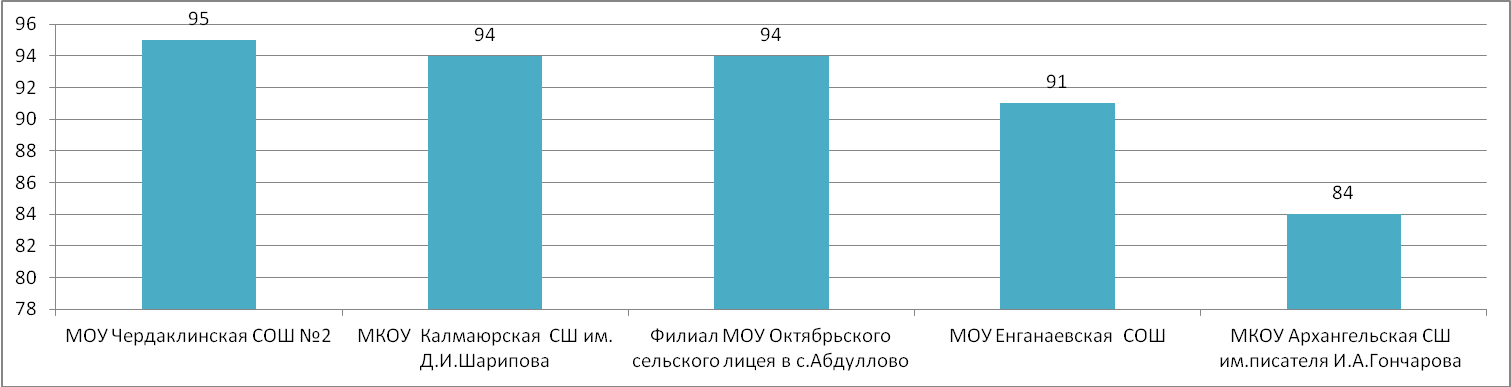 96
94
92
90
88
86
84
82
80
78
95
94
94
91
84
МОУ Чердаклинская СОШ №2
МКОУ Калмаюрская СШ им.
Д.И.Шарипова
Филиал МОУ Октябрьского
сельского лицея в с.Абдуллово
МОУ Енганаевская СОШ
МКОУ Архангельская СШ
им.писателя И.А.Гончарова